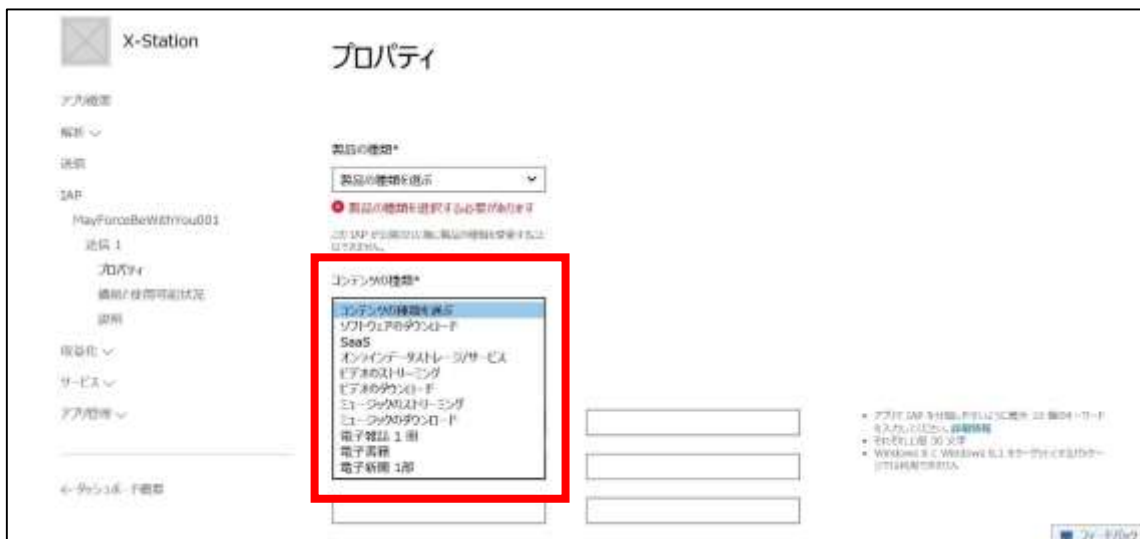 X-Station
プロパティ
アプリ概要
解析
送信
IAP
MayForceBeWithYou001
送信 1
プロパティ
価格と使用可能状況
説明
収益化
サービス
アプリ管理
ダッシュボード概要
製品の種類*
製品の種類を選ぶ
製品の種類を選択する必要があります
コンテンツの種類*
コンテンツの種類を選ぶ
ソフトウェアのダウンロード
SaaS
オンラインデータストレージ/サービス
ビデオのストリーミング
ビデオのダウンロード
ミュージックのストリーミング
ミュージックのダウンロード
電子雑誌 1 冊
電子書籍
電子新聞 1部
詳細情報
それぞれ上限 30 文字
フィードバック